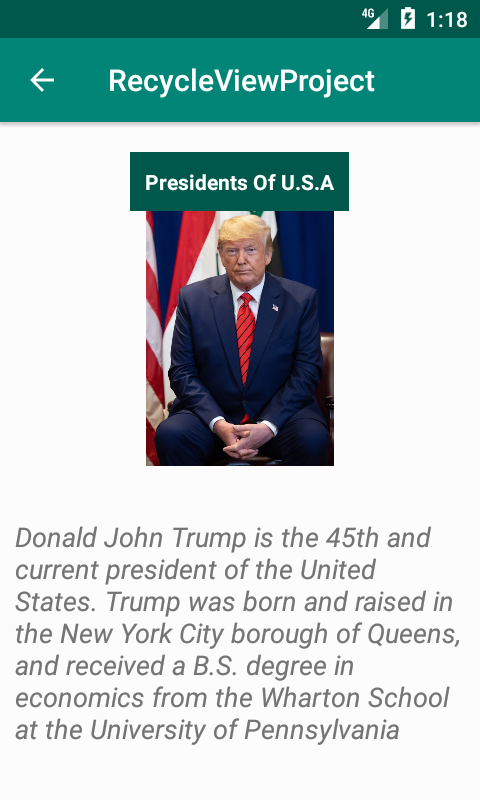 4G 1:18
RecycleViewProject
Presidents Of U.S.A
Donald John Trump is the 45th and
current president of the United
States. Trump was born and raised in
the New York City borough of Queens,
and received a B.S. degree in
economics from the Wharton School
at the University of Pennsylvania